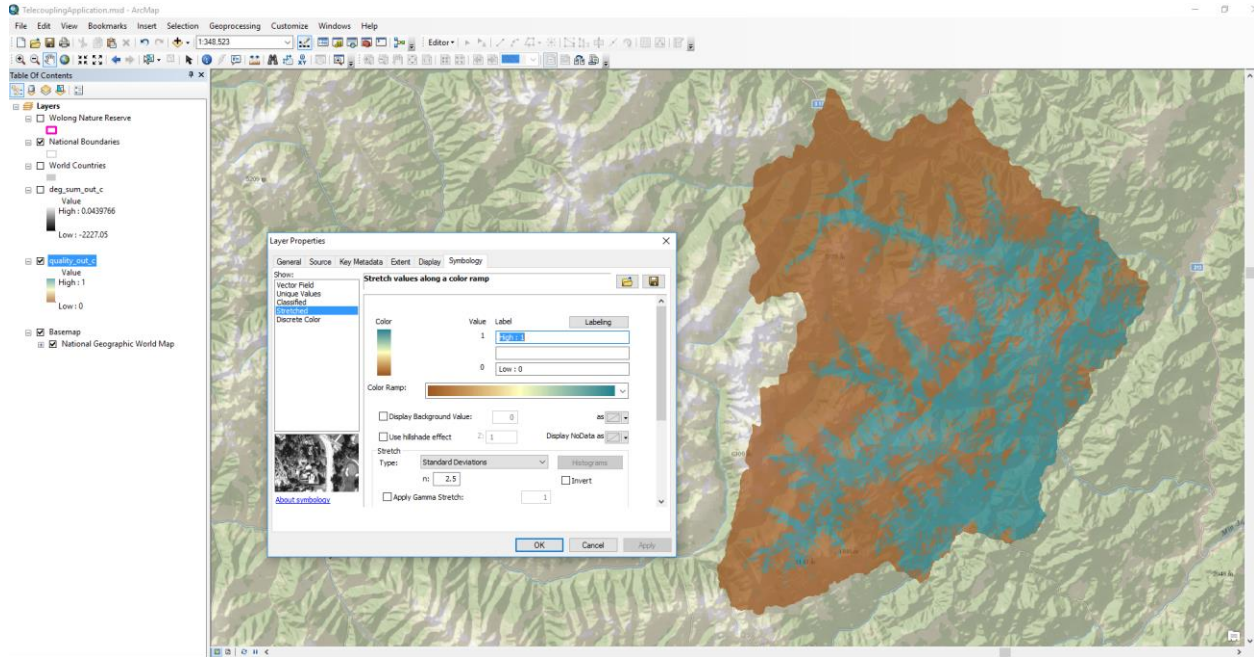 TelecouplingApplication.mxd - ArcMap
File Edit View Bookmarks Insert Selection Geoprocessing Customize Windows Help
1:348,523
Editor
Table Of Contents
Layers
Wolong Nature Reserve
National Boundaries
World Countries
deg_sum_out_c
Value
High : 0.0439766
Low : -2227.05
quality_out_c
Value
High : 1
Low : 0
Basemap
National Geographic World Map
Layer Properties
General Source Key Metadata Extent Display Symbology
Show:
Vector Field
Unique Values
Classified
Stretched
Discrete Color
About symbology
Stretch values along a color ramp
Color Value Label Labeling
1 High : 1
0 Low : 0
Color Ramp:
Display Background Value: 0 as
Use hillshade effect Z: 1 Display NoData as
Stretch
Type: Standard Deviations Histograms
n: 2.5 Invert
Apply Gamma Stretch: 1
OK Cancel Apply